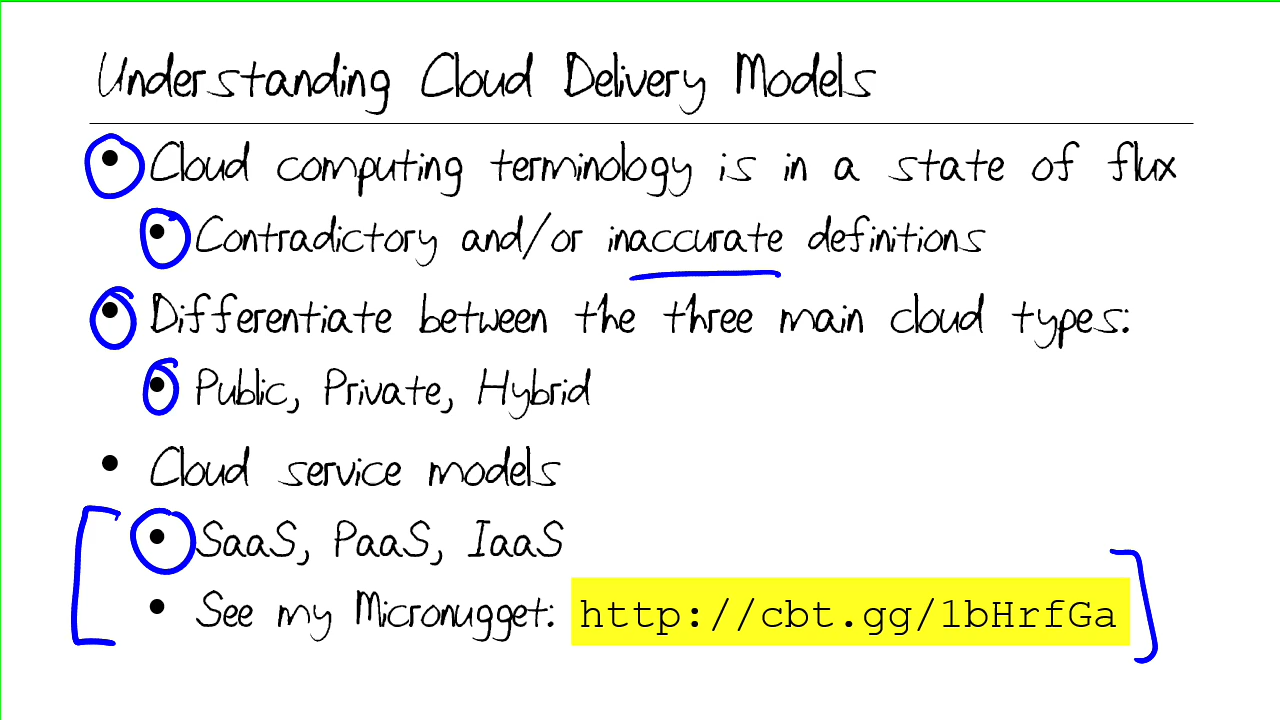 Understanding Cloud Delivery Models
• Cloud computing terminology is in a state of flux
• Contradictory and/or inaccurate definitions
• Differentiate between the three main cloud types:
• Public, Private, Hybrid
• Cloud service models
• SaaS, PaaS, IaaS
• See my Micronugget: http://cbt.gg/1bHrfGa